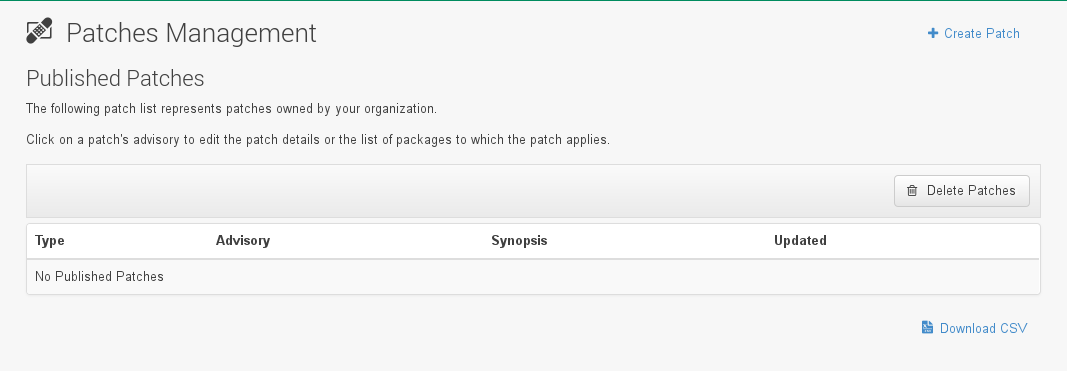 Patches Management
Create Patch
Published Patches
The following patch list represents patches owned by your organization.
Click on a patch's advisory to edit the patch details or the list of packages to which the patch applies.
Delete Patches
Type Advisory Synopsis Updated
No Published Patches
Download CSV